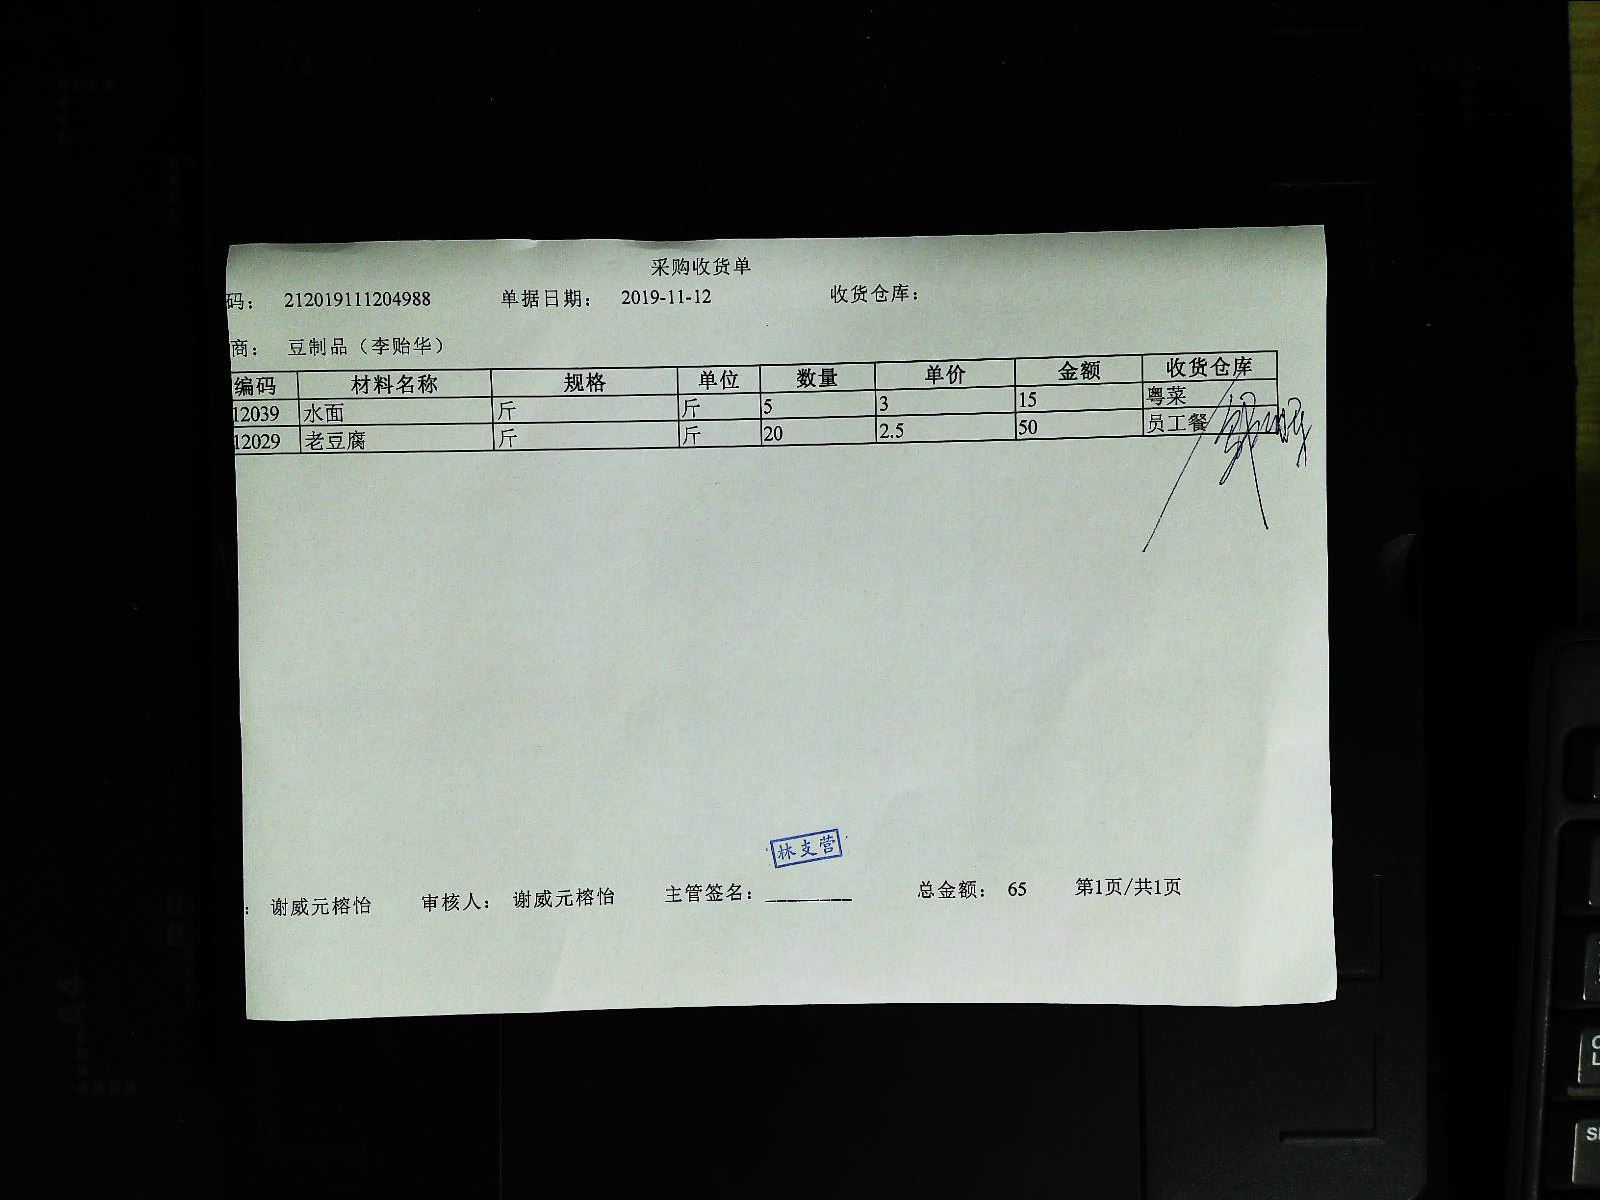 采购收货单
码： 212019111204988 单据日期： 2019-11-12 收货仓库：
商： 豆制品（李贻华）
编码 材料名称 规格 单位 数量 单价 金额 收货仓库
12039 水面 斤 斤 5 3 15 粤菜
12029 老豆腐 斤 斤 20 2.5 50 员工餐
林支营
： 谢威元榕怡 审核人： 谢威元榕怡 主管签名：________ 总金额： 65 第1页/共1页